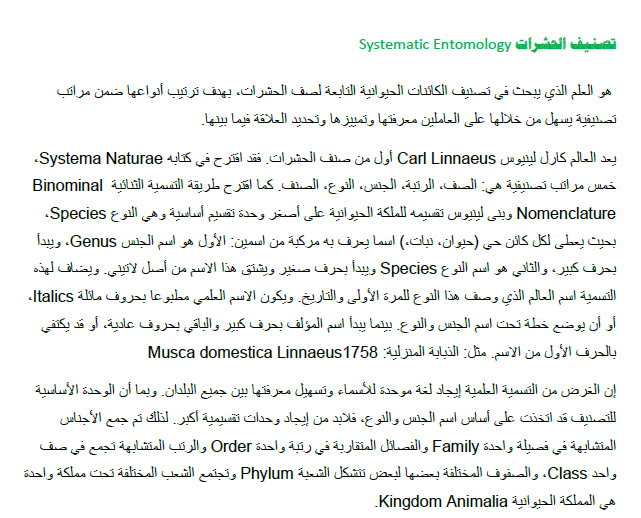 تصنيف الحشرات Systematic Entomology
هو العلم الذي يبحث في تصنيف الكائنات الحيوانية التابعة لصف الحشرات، بهدف ترتيب أنواعها ضمن مراتب
تصنيفية يسهل من خلالها على العاملين معرفتها وتمييزها وتحديد العلاقة فيما بينها.
يعد العالم كارل لينيوس Carl Linnaeus أول من صنف الحشرات. فقد اقترح في كتابه Systema Naturae،
خمس مراتب تصنيفية هي: الصف، الرتبة، الجنس، النوع، الصنف. كما اقترح طريقة التسمية الثنائية Binominal
Nomenclature وبنى لينيوس تقسيمه للملكة الحيوانية على أصغر وحدة تقسيم أساسية وهي النوع Species،
بحيث يعطى لكل كائن حي (حيوان، نبات،) اسما يعرف به مركبة من اسمين: الأول هو اسم الجنس Genus، ويبدأ
بحرف كبير، والثاني هو اسم النوع Species ويبدأ بحرف صغير ويشتق هذا الاسم من أصل لاتيني. ويضاف لهذه
التسمية اسم العالم الذي وصف هذا النوع للمرة الأولى والتاريخ. ويكون الاسم العلمي مطبوعا بحروف مائلة Italics،
أو أن يوضع خطة تحت اسم الجنس والنوع. بينما يبدأ اسم المؤلف بحرف كبير والباقي بحروف عادية، أو قد يكتفي
بالحرف الأول من الاسم. مثل: الذبابة المنزلية: Musca domestica Linnaeus1758
إن الغرض من التسمية العلمية إيجاد لغة موحدة للأسماء وتسهيل معرفتها بين جميع البلدان. وبما أن الوحدة الأساسية
للتصنيف قد اتخذت على أساس اسم الجنس والنوع، فلابد من إيجاد وحدات تقسيمية أكبر. لذلك تم جمع الأجناس
المتشابهة في فصيلة واحدة Family والفصائل المتقاربة في رتبة واحدة Order والرتب المتشابهة تجمع في صف
واحد Class، والصفوف المختلفة بعضها لبعض تتشكل الشعبة Phylum وتجتمع الشعب المختلفة تحت مملكة واحدة
هي المملكة الحيوانية Kingdom Animalia.